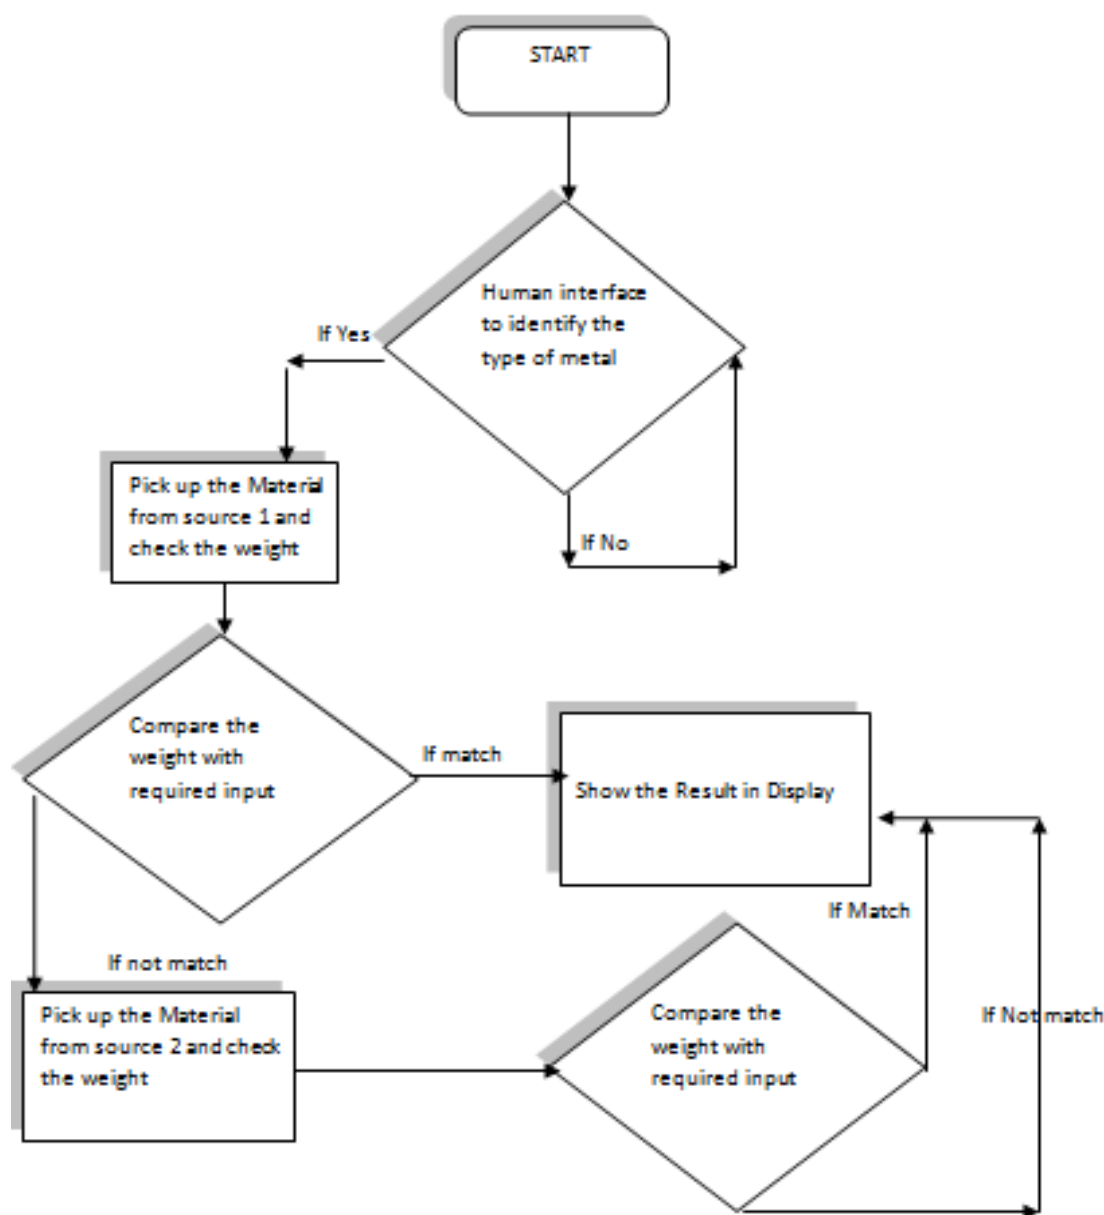 START
Human interface
to identify the
type of metal
If Yes
If No
Pick up the Material
from source 1 and
check the weight
Compare the
weight with
required input
If match
Show the Result in Display
If not match
Pick up the Material
from source 2 and check
the weight
Compare the
weight with
required input
If Match
If Not match